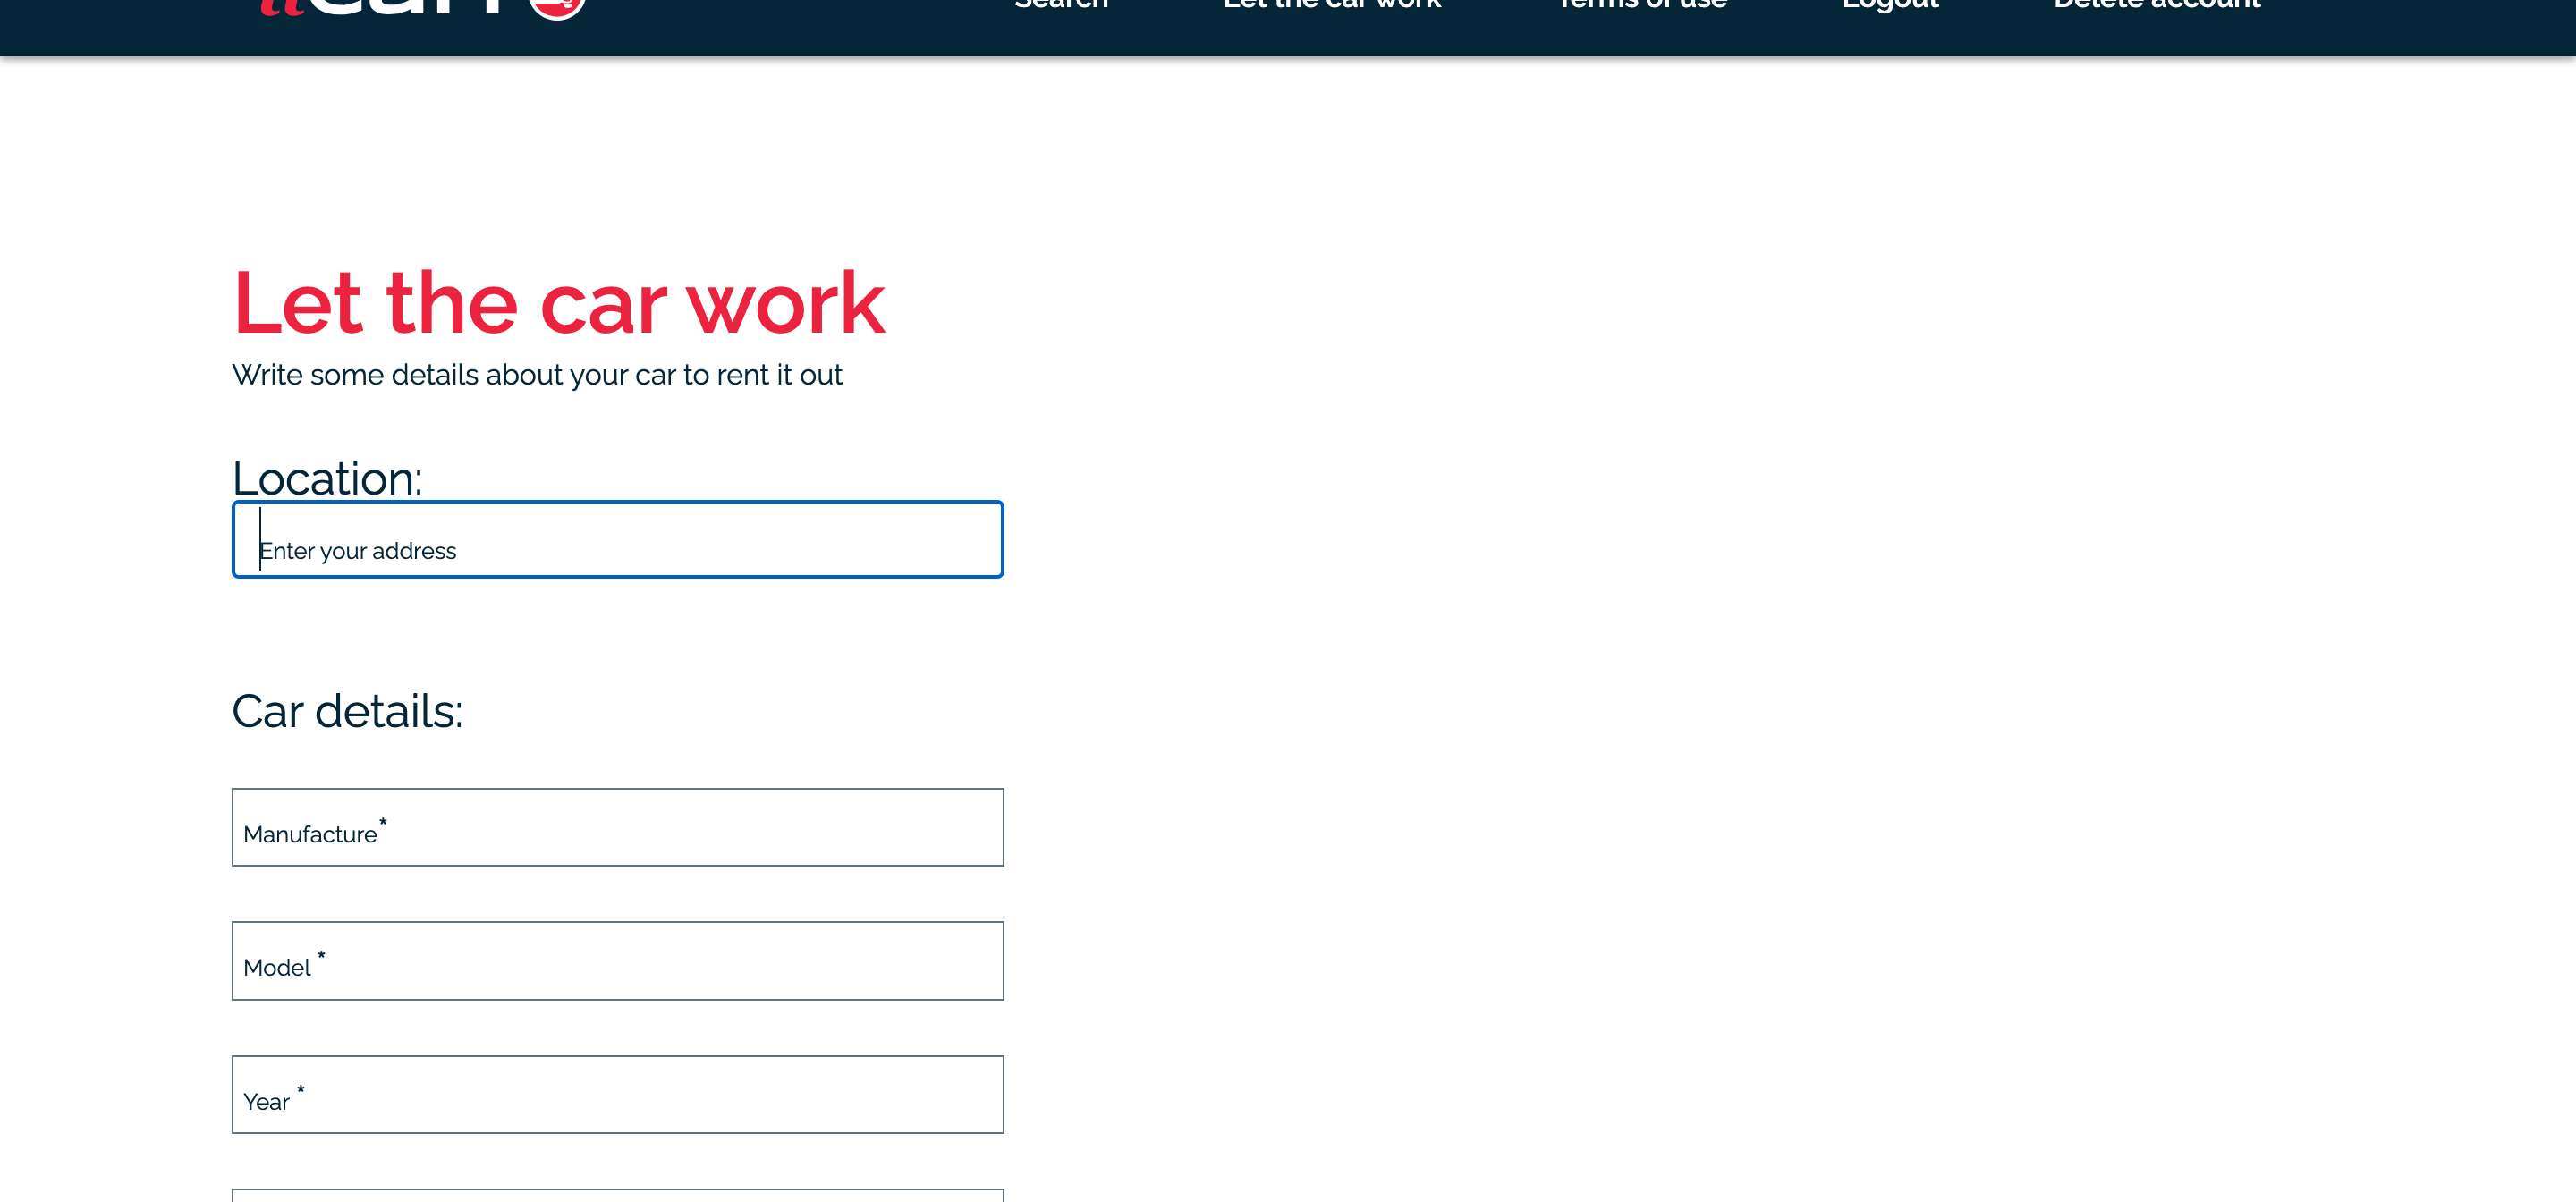 Search Let the car work Terms of use Logout Delete account
Let the car work
Write some details about your car to rent it out
Location:
Enter your address
Car details:
Manufacture*
Model *
Year *